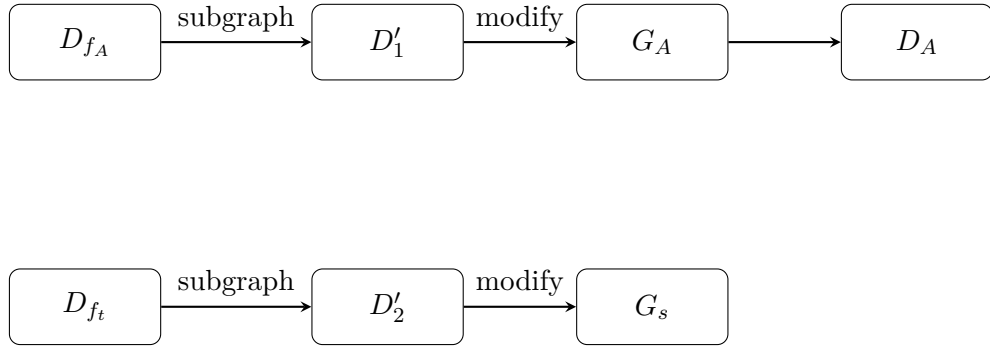 subgraph modify
D_{f_A} D'_1 G_A D_A
subgraph modify
D_{f_t} D'_2 G_s